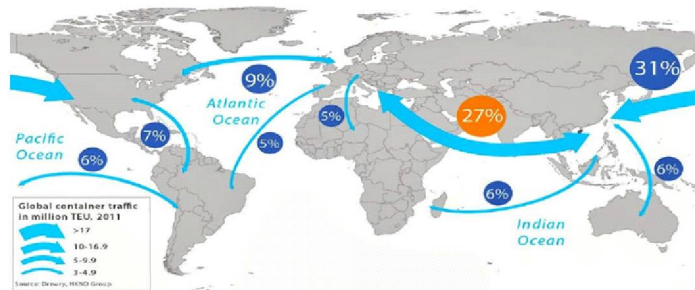 31%
9%
Atlantic
Ocean
27%
5%
7%
5%
Pacific
Ocean
6%
6%
6%
Indian
Ocean
Global container traffic
in million TEU, 2011
>17
10-16.9
5-9.9
3-4.9
Source: Drewry, HKND Group